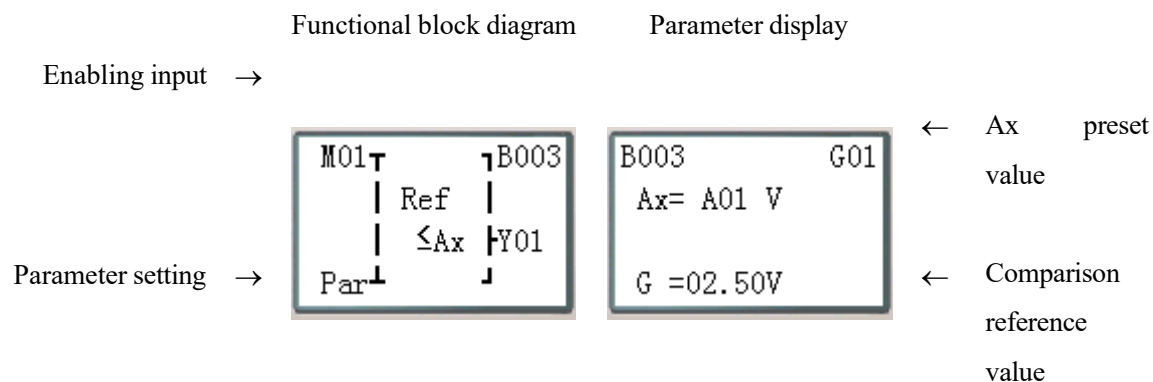 Functional block diagram Parameter display
Enabling input →
← Ax preset
value
M01 B003
Ref
≤Ax Y01
Par
B003 G01
Ax= A01 V
G =02.50V
Parameter setting →
← Comparison
reference
value